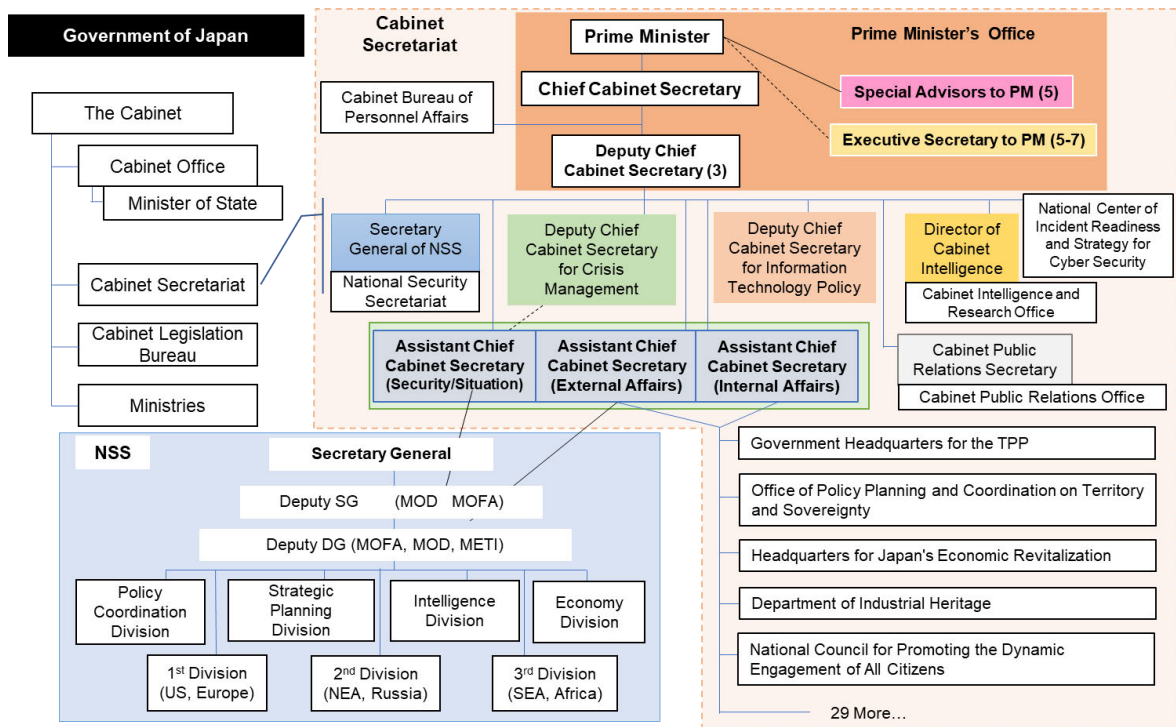 Government of Japan
The Cabinet
Cabinet Office
Minister of State
Cabinet Secretariat
Cabinet Legislation
Bureau
Ministries
Cabinet
Secretariat
Prime Minister
Prime Minister's Office
Chief Cabinet Secretary
Special Advisors to PM (5)
Cabinet Bureau of
Personnel Affairs
Executive Secretary to PM (5-7)
Deputy Chief
Cabinet Secretary (3)
Secretary
General of NSS
National Security
Secretariat
Deputy Chief
Cabinet Secretary
for Crisis
Management
Deputy Chief
Cabinet Secretary
for Information
Technology Policy
Director of
Cabinet
Intelligence
Cabinet Intelligence and
Research Office
National Center of
Incident Readiness
and Strategy for
Cyber Security
Assistant Chief
Cabinet Secretary
(Security/Situation)
Assistant Chief
Cabinet Secretary
(External Affairs)
Assistant Chief
Cabinet Secretary
(Internal Affairs)
Cabinet Public
Relations Secretary
Cabinet Public Relations Office
Government Headquarters for the TPP
Office of Policy Planning and Coordination on Territory
and Sovereignty
Headquarters for Japan's Economic Revitalization
Department of Industrial Heritage
National Council for Promoting the Dynamic
Engagement of All Citizens
29 More…
NSS
Secretary General
Deputy SG (MOD MOFA)
Deputy DG (MOFA, MOD, METI)
Policy
Coordination
Division
Strategic
Planning
Division
Intelligence
Division
Economy
Division
1st Division
(US, Europe)
2nd Division
(NEA, Russia)
3rd Division
(SEA, Africa)